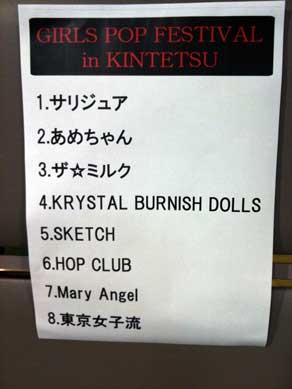 GIRLS POP FESTIVAL
in KINTETSU
1.サリジュア
2.あめちゃん
3.ザ☆ミルク
4.KRYSTAL BURNISH DOLLS
5.SKETCH
6.HOP CLUB
7.Mary Angel
8.東京女子流